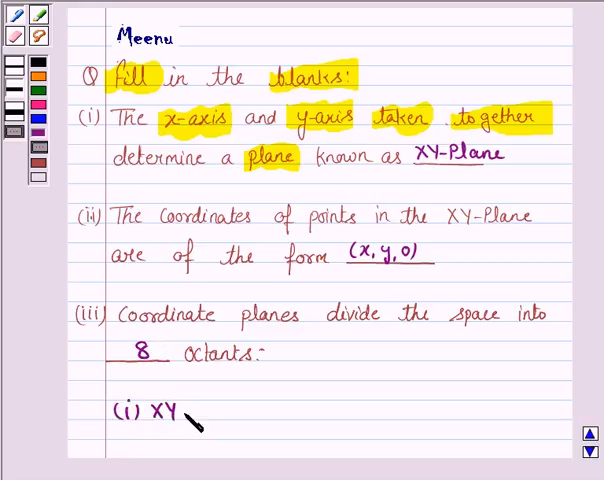 Meenu
Q Fill in the blanks:
(i) The x-axis and y-axis taken together
determine a plane known as XY-Plane
(ii) The Coordinates of points in the XY-Plane
are of the form (x, y, 0)
(iii) Coordinate planes divide the space into
8 octants:-
(i) XY